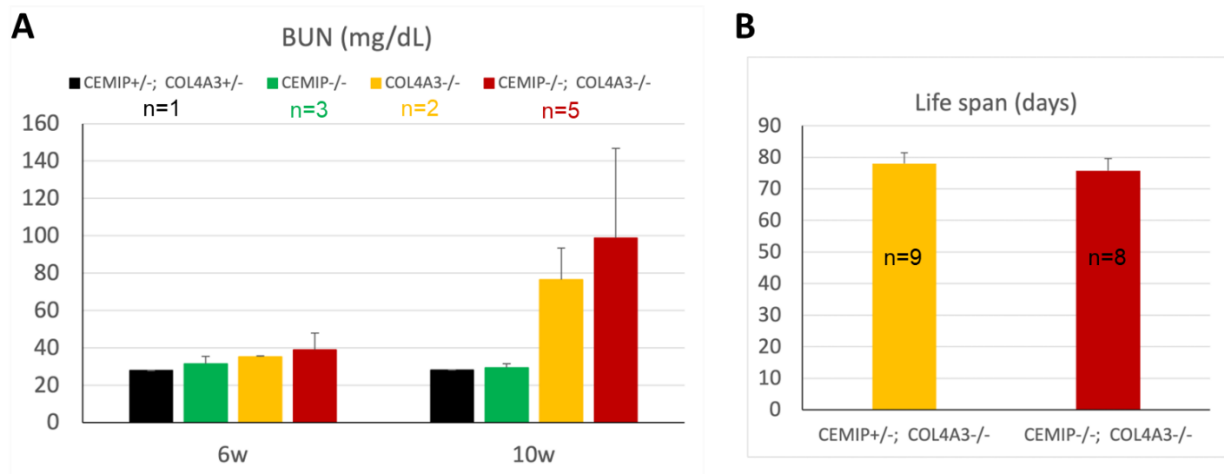 A
BUN (mg/dL)
CEMIP+/-; COL4A3+/- CEMIP-/- COL4A3-/- CEMIP-/-; COL4A3-/-
n=1 n=3 n=2 n=5
160
140
120
100
80
60
40
20
0
6w 10w
B
Life span (days)
90
80
70
60
50
40
30
20
10
0
n=9 n=8
CEMIP+/-; COL4A3-/- CEMIP-/-; COL4A3-/-